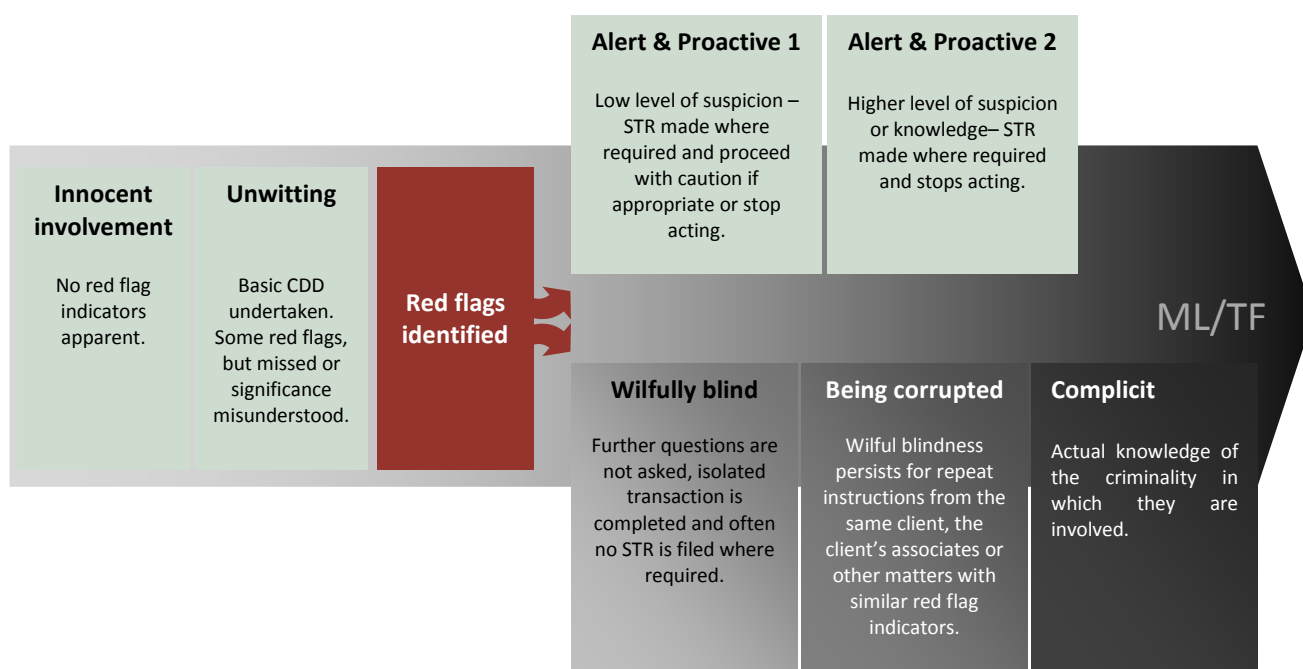 Innocent
involvement
No red flag
indicators
apparent.
Unwitting
Basic CDD
undertaken.
Some red flags,
but missed or
significance
misunderstood.
Red flags
identified
Alert & Proactive 1
Low level of suspicion –
STR made where
required and proceed
with caution if
appropriate or stop
acting.
Alert & Proactive 2
Higher level of suspicion
or knowledge– STR
made where required
and stops acting.
Wilfully blind
Further questions are
not asked, isolated
transaction is
completed and often
no STR is filed where
required.
Being corrupted
Wilful blindness
persists for repeat
instructions from the
same client, the
client’s associates or
other matters with
similar red flag
indicators.
Complicit
Actual knowledge of
the criminality in
which they are
involved.
ML/TF